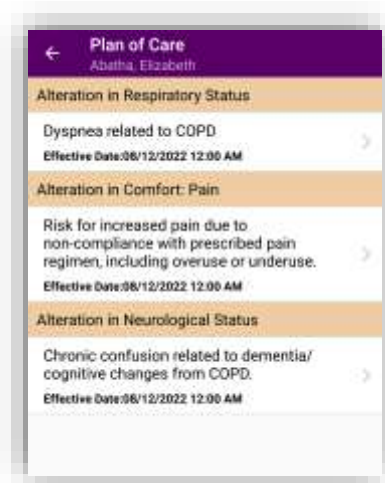 Plan of Care
Abatha, Elizabeth
Alteration in Respiratory Status
Dyspnea related to COPD
Effective Date:08/12/2022 12:00 AM
Alteration in Comfort: Pain
Risk for increased pain due to
non-compliance with prescribed pain
regimen, including overuse or underuse.
Effective Date:08/12/2022 12:00 AM
Alteration in Neurological Status
Chronic confusion related to dementia/
cognitive changes from COPD.
Effective Date:08/12/2022 12:00 AM